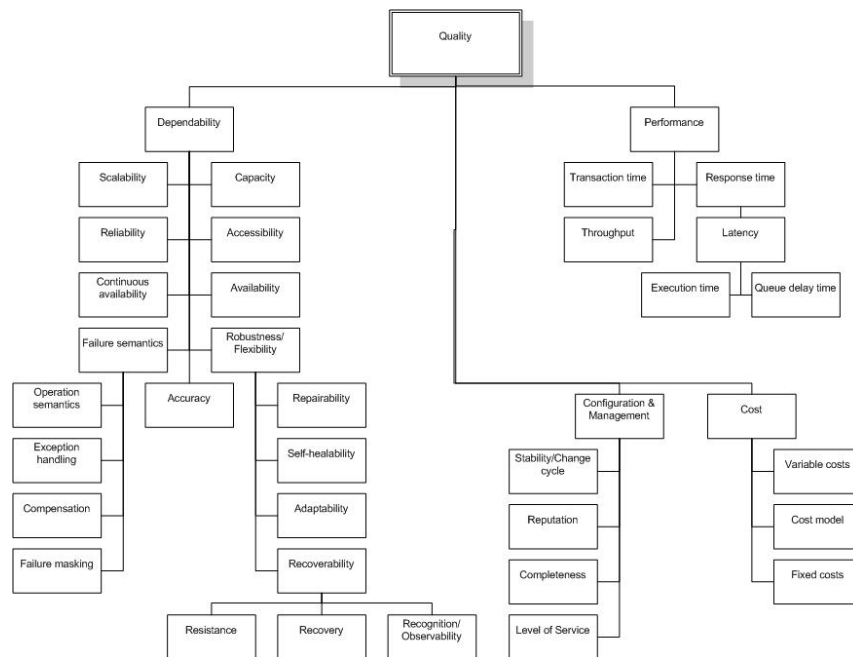 Quality
Dependability
Performance
Scalability
Capacity
Transaction time
Response time
Reliability
Accessibility
Throughput
Latency
Continuous
availability
Availability
Execution time
Queue delay time
Failure semantics
Robustness/
Flexibility
Operation
semantics
Accuracy
Repairability
Configuration &
Management
Cost
Exception
handling
Self-healability
Stability/Change
cycle
Variable costs
Compensation
Adaptability
Reputation
Cost model
Failure masking
Recoverability
Completeness
Fixed costs
Resistance
Recovery
Recognition/
Observability
Level of Service